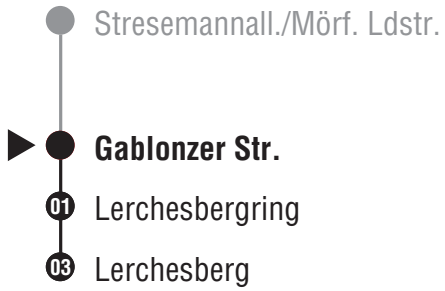 Stresemannall./Mörf. Ldstr.
Gablonzer Str.
01 Lerchesbergring
03 Lerchesberg